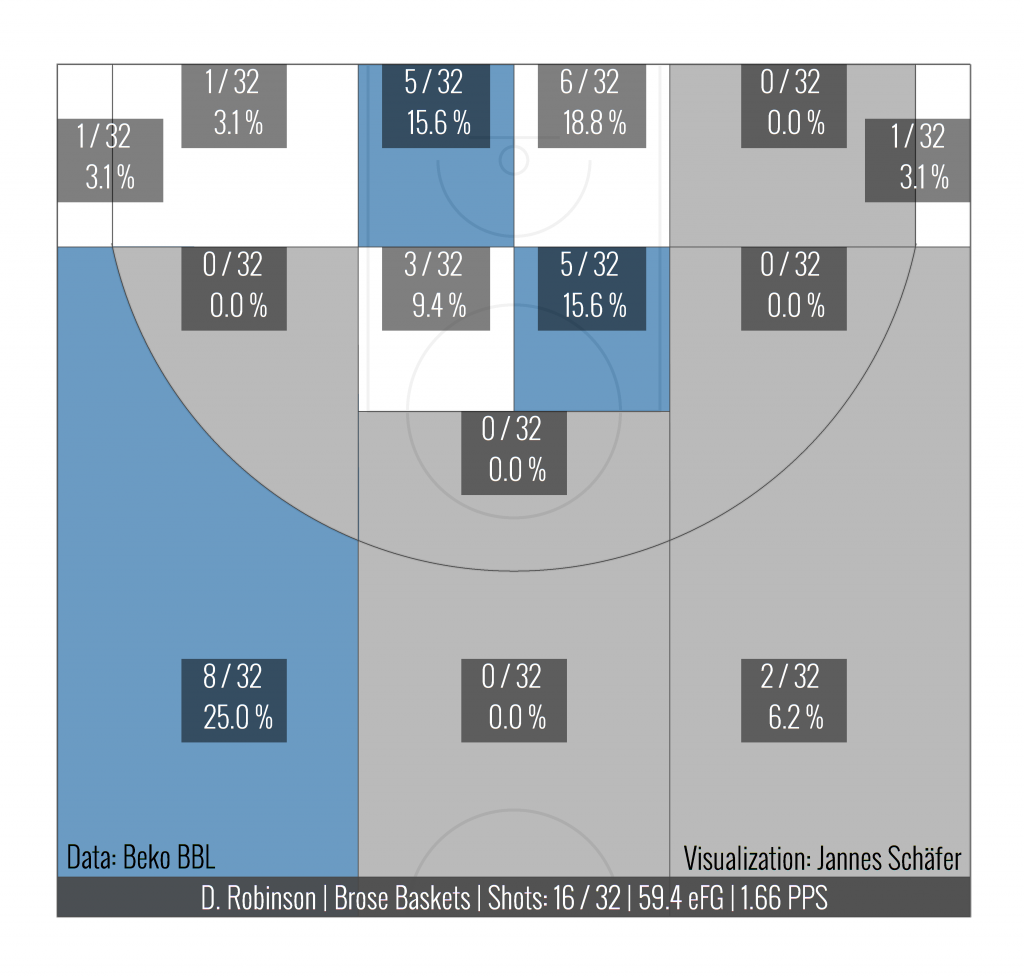 1 / 32
3.1 %
5 / 32
15.6 %
6 / 32
18.8 %
0 / 32
0.0 %
1 / 32
3.1 %
1 / 32
3.1 %
0 / 32
0.0 %
3 / 32
9.4 %
5 / 32
15.6 %
0 / 32
0.0 %
0 / 32
0.0 %
8 / 32
25.0 %
0 / 32
0.0 %
2 / 32
6.2 %
Data: Beko BBL
Visualization: Jannes Schäfer
D. Robinson | Brose Baskets | Shots: 16 / 32 | 59.4 eFG | 1.66 PPS